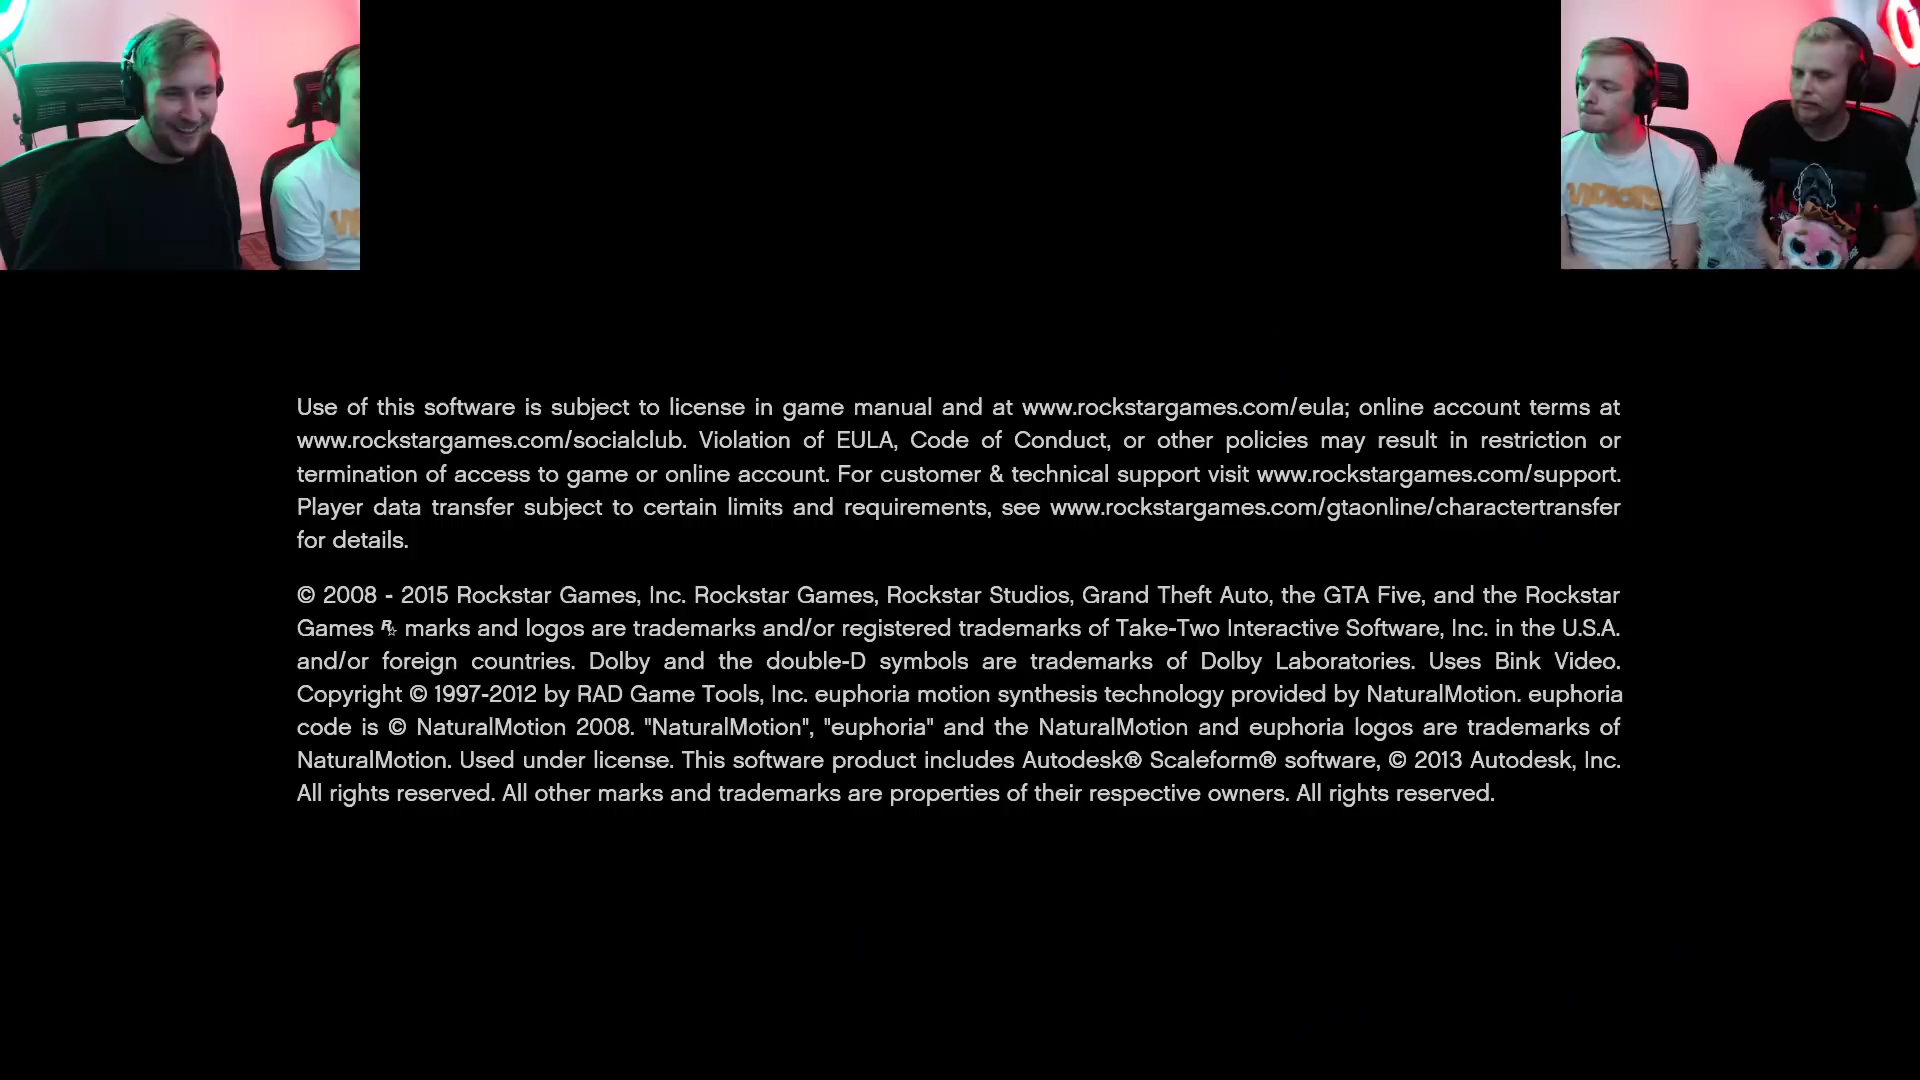 Use of this software is subject to license in game manual and at www.rockstargames.com/eula; online account terms at
www.rockstargames.com/socialclub. Violation of EULA, Code of Conduct, or other policies may result in restriction or
termination of access to game or online account. For customer & technical support visit www.rockstargames.com/support.
Player data transfer subject to certain limits and requirements, see www.rockstargames.com/gtaonline/charactertransfer
for details.
© 2008 - 2015 Rockstar Games, Inc. Rockstar Games, Rockstar Studios, Grand Theft Auto, the GTA Five, and the Rockstar
Games R☆ marks and logos are trademarks and/or registered trademarks of Take-Two Interactive Software, Inc. in the U.S.A.
and/or foreign countries. Dolby and the double-D symbols are trademarks of Dolby Laboratories. Uses Bink Video.
Copyright © 1997-2012 by RAD Game Tools, Inc. euphoria motion synthesis technology provided by NaturalMotion. euphoria
code is © NaturalMotion 2008. "NaturalMotion", "euphoria" and the NaturalMotion and euphoria logos are trademarks of
NaturalMotion. Used under license. This software product includes Autodesk® Scaleform® software, © 2013 Autodesk, Inc.
All rights reserved. All other marks and trademarks are properties of their respective owners. All rights reserved.